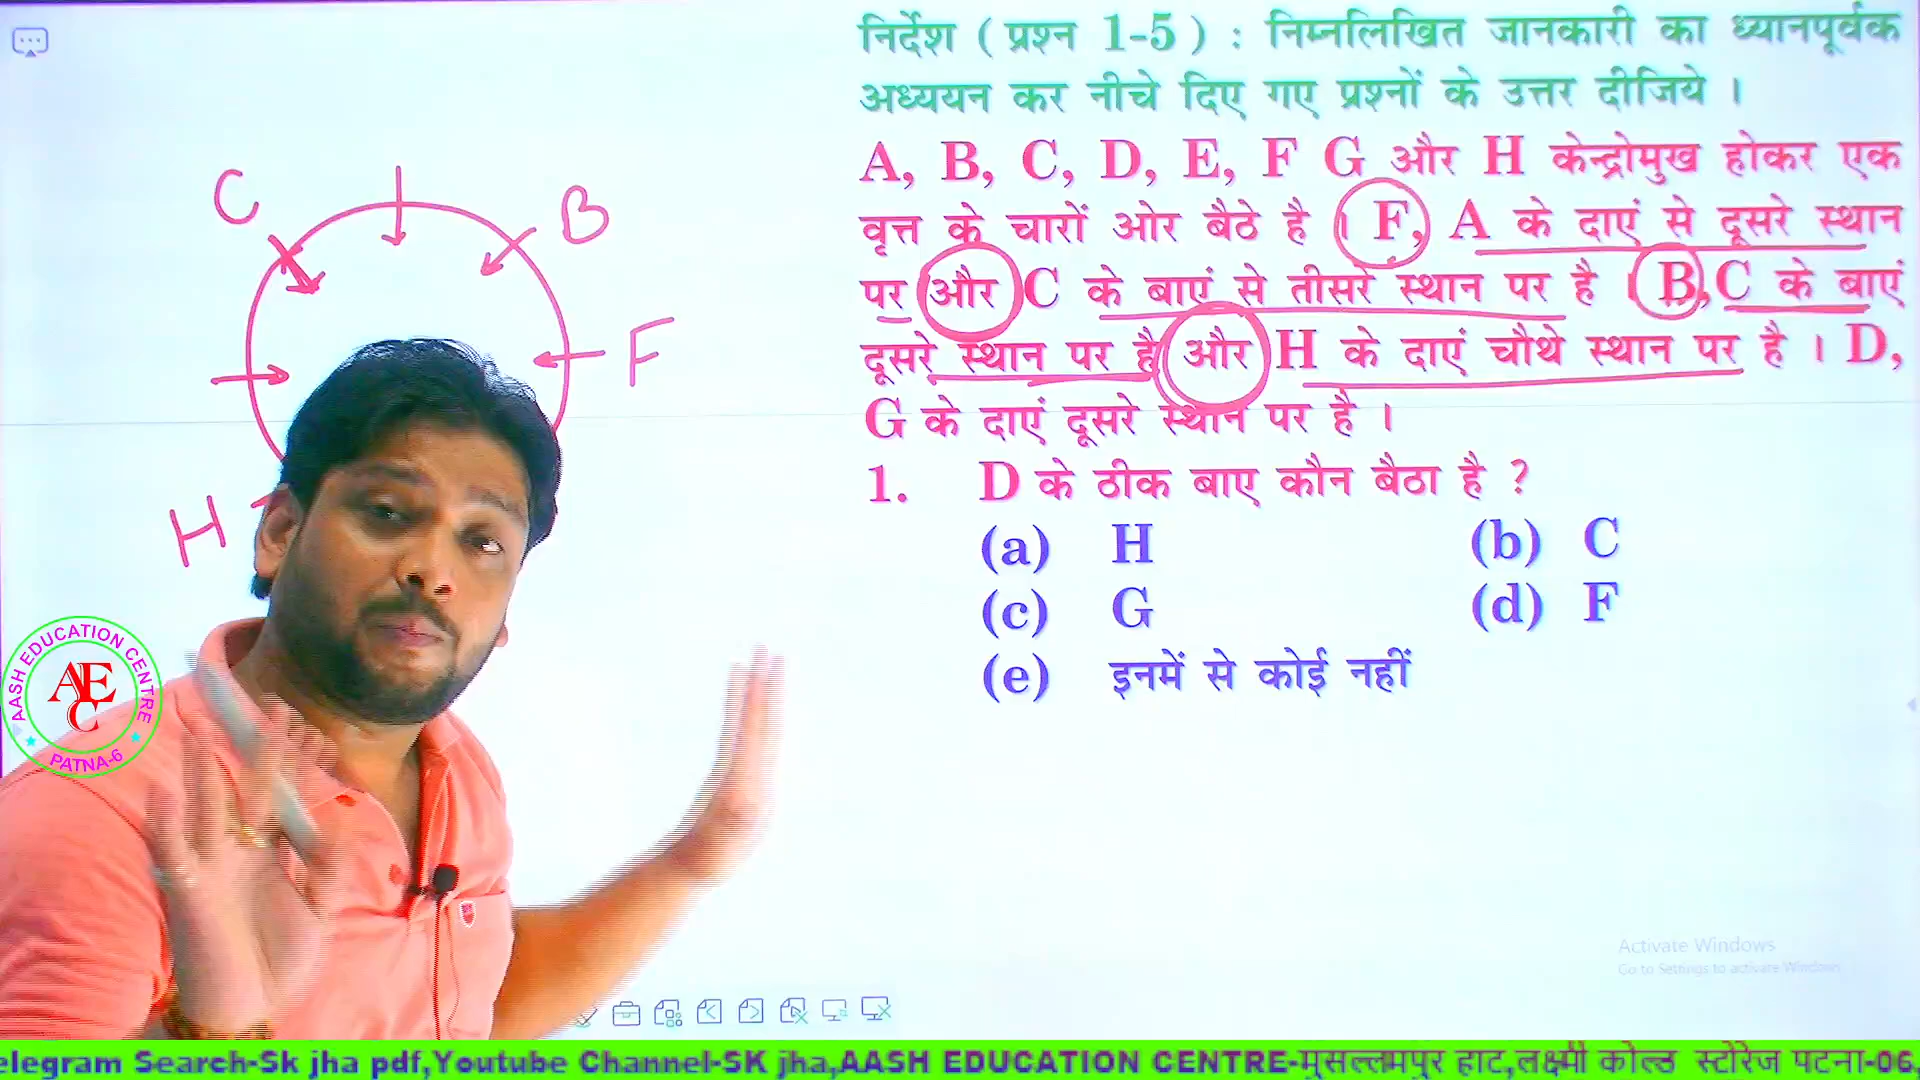 निर्देश ( प्रश्न 1-5 ) : निम्नलिखित जानकारी का ध्यानपूर्वक
अध्ययन कर नीचे दिए गए प्रश्नों के उत्तर दीजिये ।
A, B, C, D, E, F G और H केन्द्रोमुख होकर एक
वृत्त के चारों ओर बैठे है । F, A के दाएं से दूसरे स्थान
पर और C के बाएं से तीसरे स्थान पर है । B, C के बाएं
दूसरे स्थान पर है और H के दाएं चौथे स्थान पर है । D,
G के दाएं दूसरे स्थान पर है ।
1. D के ठीक बाए कौन बैठा है ?
(a) H (b) C
(c) G (d) F
(e) इनमें से कोई नहीं
C
B
F
H
AASH EDUCATION CENTRE
AEC
PATNA-6
Activate Windows
Go to Settings to activate Windows.
elegram Search-Sk jha pdf,Youtube Channel-SK jha,AASH EDUCATION CENTRE-मुसल्लमपुर हाट,लक्ष्मी कोल्ड स्टोरेज पटना-06,